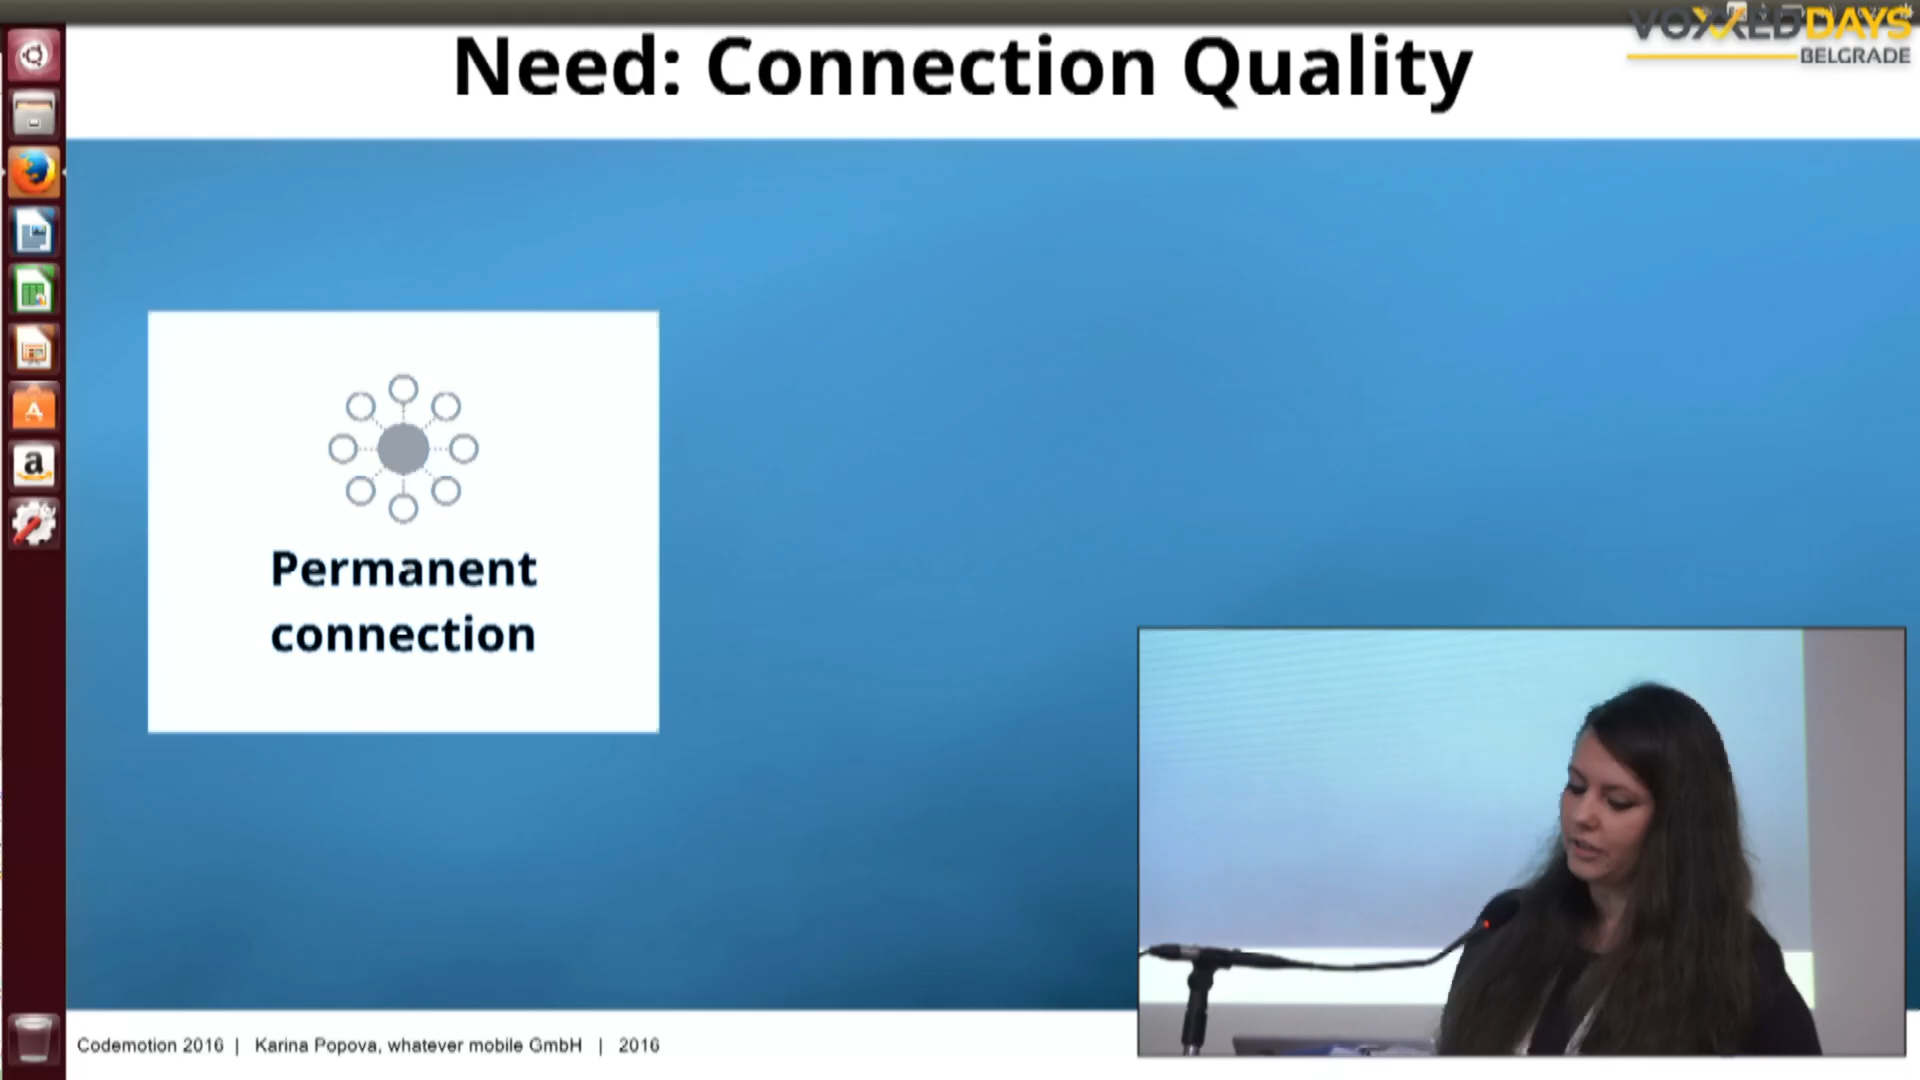 VOXXED DAYS
BELGRADE
Need: Connection Quality
a
Permanent
connection
Codemotion 2016 | Karina Popova, whatever mobile GmbH | 2016